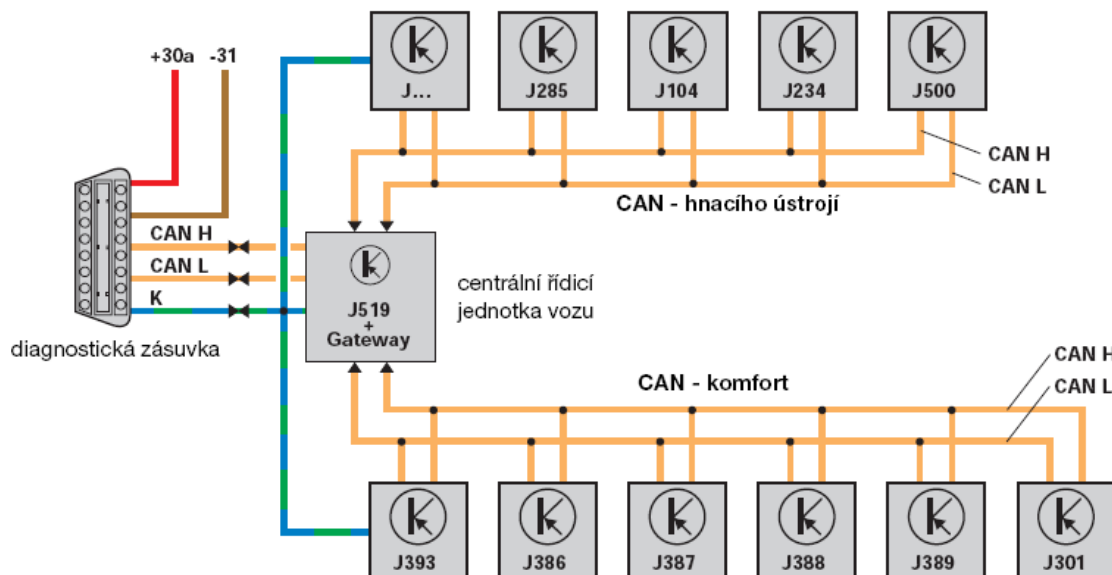 +30a -31
J... J285 J104 J234 J500
CAN H
CAN L
CAN - hnacího ústrojí
CAN H
CAN L
K
diagnostická zásuvka
J519
+
Gateway
centrální řídicí
jednotka vozu
CAN - komfort
CAN H
CAN L
J393 J386 J387 J388 J389 J301